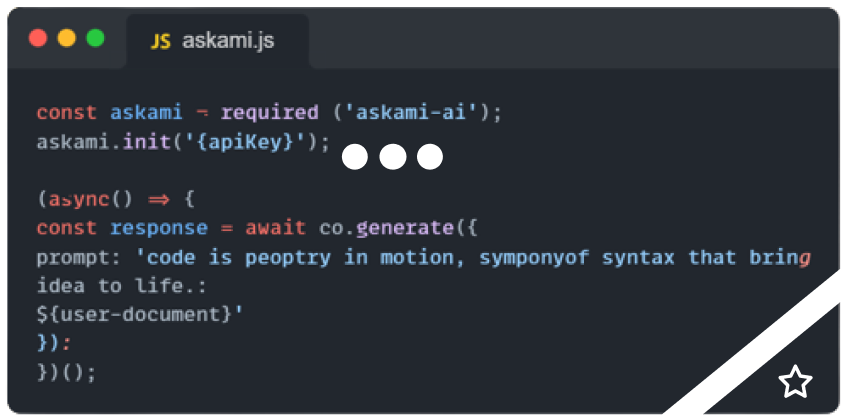 JS askami.js
const askami ¬ required ('askami-ai');
askami.init('{apiKey}');
(async() => {
const response = await co.generate({
prompt: 'code is peoptry in motion, symponyof syntax that bring
idea to life.:
${user-document}'
}):
})();